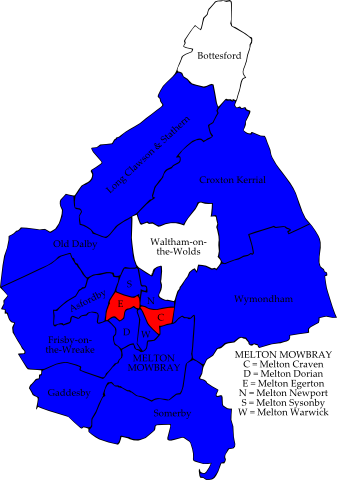 Bottesford
Long Clawson & Stathern
Croxton Kerrial
Old Dalby
Waltham-on-
the-Wolds
S
Asfordby
E
N
Wymondham
C
Frisby-on-
the-Wreake
D
W
MELTON
MOWBRAY
Gaddesby
Somerby
MELTON MOWBRAY
C = Melton Craven
D = Melton Dorian
E = Melton Egerton
N = Melton Newport
S = Melton Sysonby
W = Melton Warwick